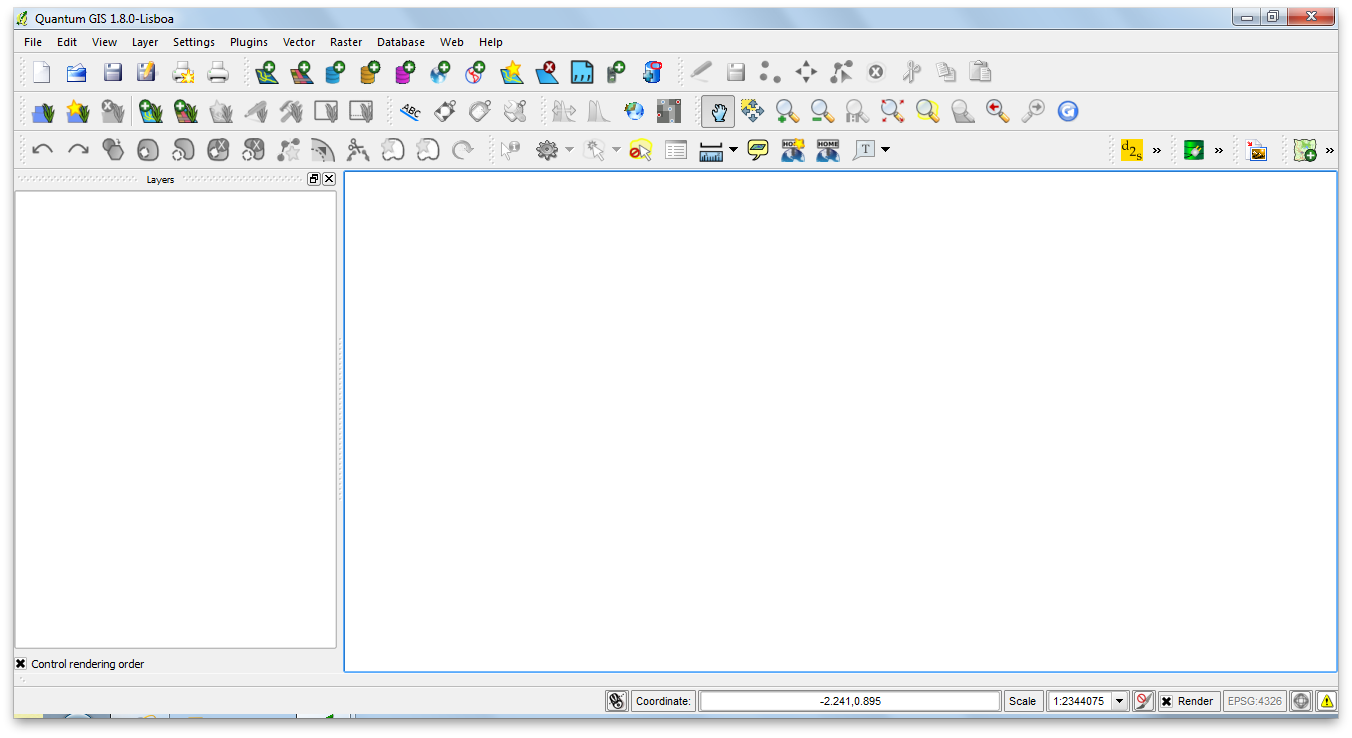 Quantum GIS 1.8.0-Lisboa
File Edit View Layer Settings Plugins Vector Raster Database Web Help
ABC
HOME
T
d2s
Layers
Control rendering order
Coordinate: -2.241,0.895 Scale 1:2344075 Render EPSG:4326